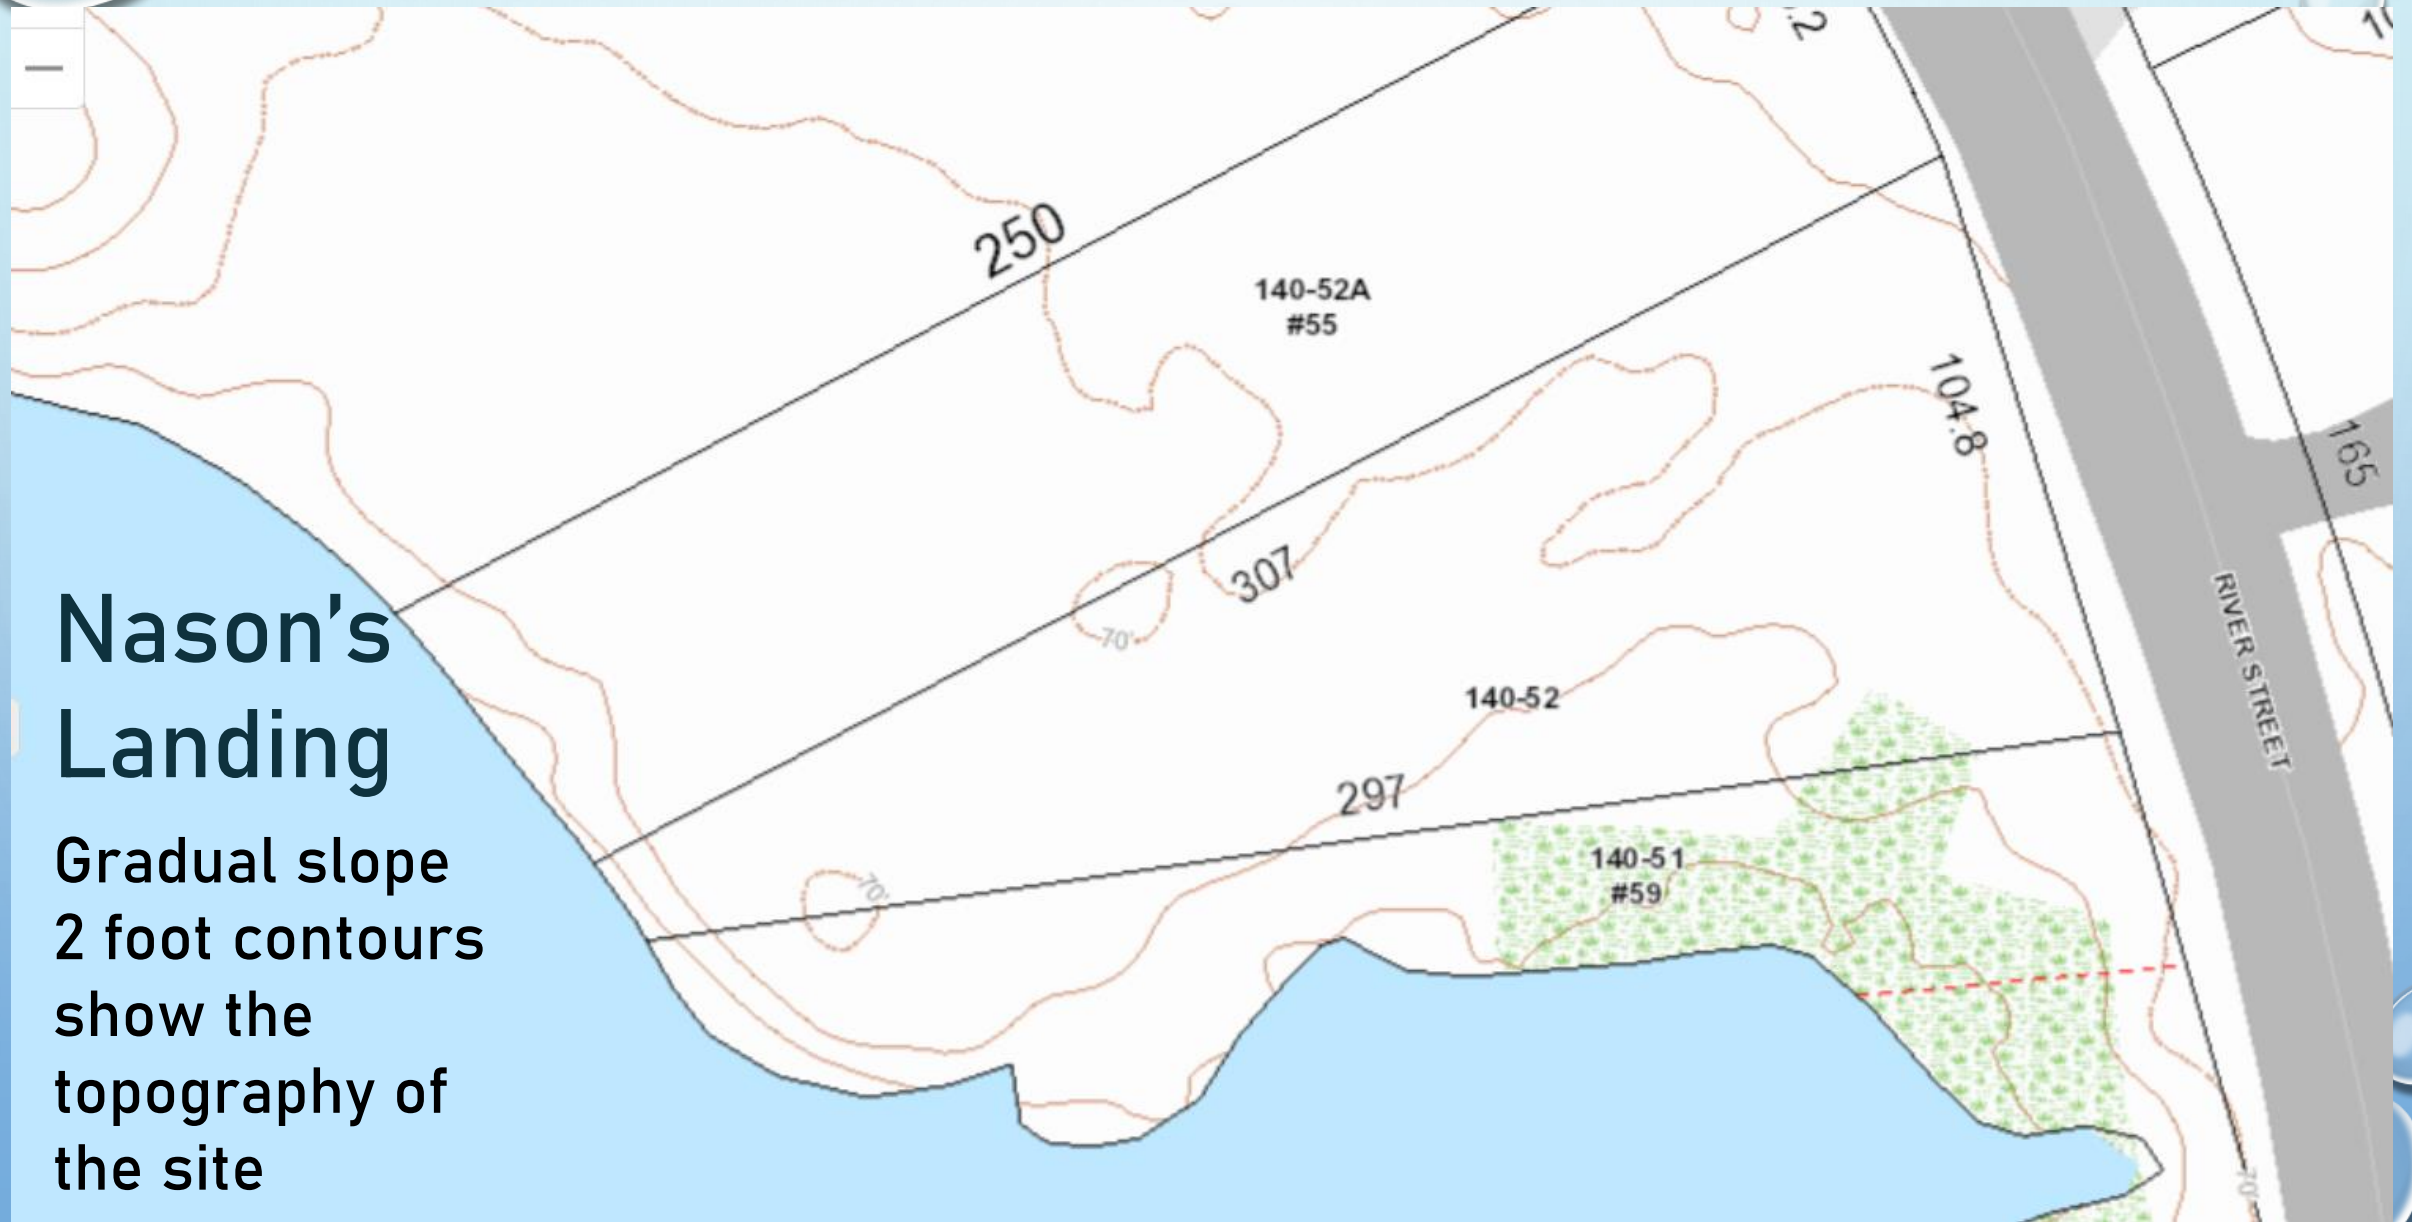 250
140-52A
#55
104.8
165
307
70'
RIVER STREET
140-52
297
140-51
#59
70'
70'
Nason's
Landing
Gradual slope
2 foot contours
show the
topography of
the site